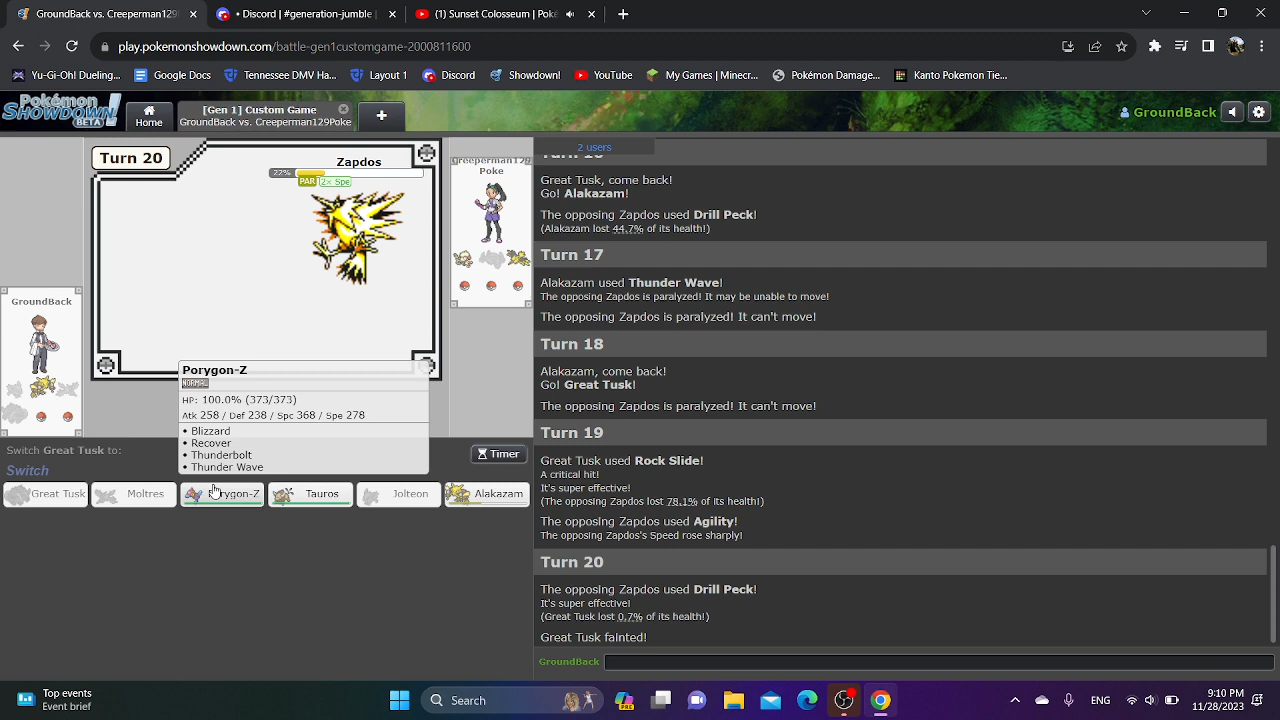 GroundBack vs. Creeperman129
• Discord | #generation-jumble |
(1) Sunset Colosseum | Poké
play.pokemonshowdown.com/battle-gen1customgame-2000811600
Yu-Gi-Oh! Dueling...
Google Docs
Tennessee DMV Ha...
Layout 1
Discord
Showdown!
YouTube
My Games | Minecr...
Pokémon Damage...
Kanto Pokemon Tie...
Pokémon
SHOWDOWN!
BETA
Home
[Gen 1] Custom Game
GroundBack vs. Creeperman129Poke
GroundBack
Turn 20
Zapdos
22%
PAR 2× Spe
Creeperman129
Poke
GroundBack
Porygon-Z
NORMAL
HP: 100.0% (373/373)
Atk 258 / Def 238 / Spc 368 / Spe 278
• Blizzard
• Recover
• Thunderbolt
• Thunder Wave
Switch Great Tusk to:
Timer
Switch
Great Tusk
Moltres
Porygon-Z
Tauros
Jolteon
Alakazam
2 users
Great Tusk, come back!
Go! Alakazam!
The opposing Zapdos used Drill Peck!
(Alakazam lost 44.7% of its health!)
Turn 17
Alakazam used Thunder Wave!
The opposing Zapdos is paralyzed! It may be unable to move!
The opposing Zapdos is paralyzed! It can't move!
Turn 18
Alakazam, come back!
Go! Great Tusk!
The opposing Zapdos is paralyzed! It can't move!
Turn 19
Great Tusk used Rock Slide!
A critical hit!
It's super effective!
(The opposing Zapdos lost 78.1% of its health!)
The opposing Zapdos used Agility!
The opposing Zapdos's Speed rose sharply!
Turn 20
The opposing Zapdos used Drill Peck!
It's super effective!
(Great Tusk lost 0.7% of its health!)
Great Tusk fainted!
GroundBack
Top events
Event brief
Search
ENG
9:10 PM
11/28/2023